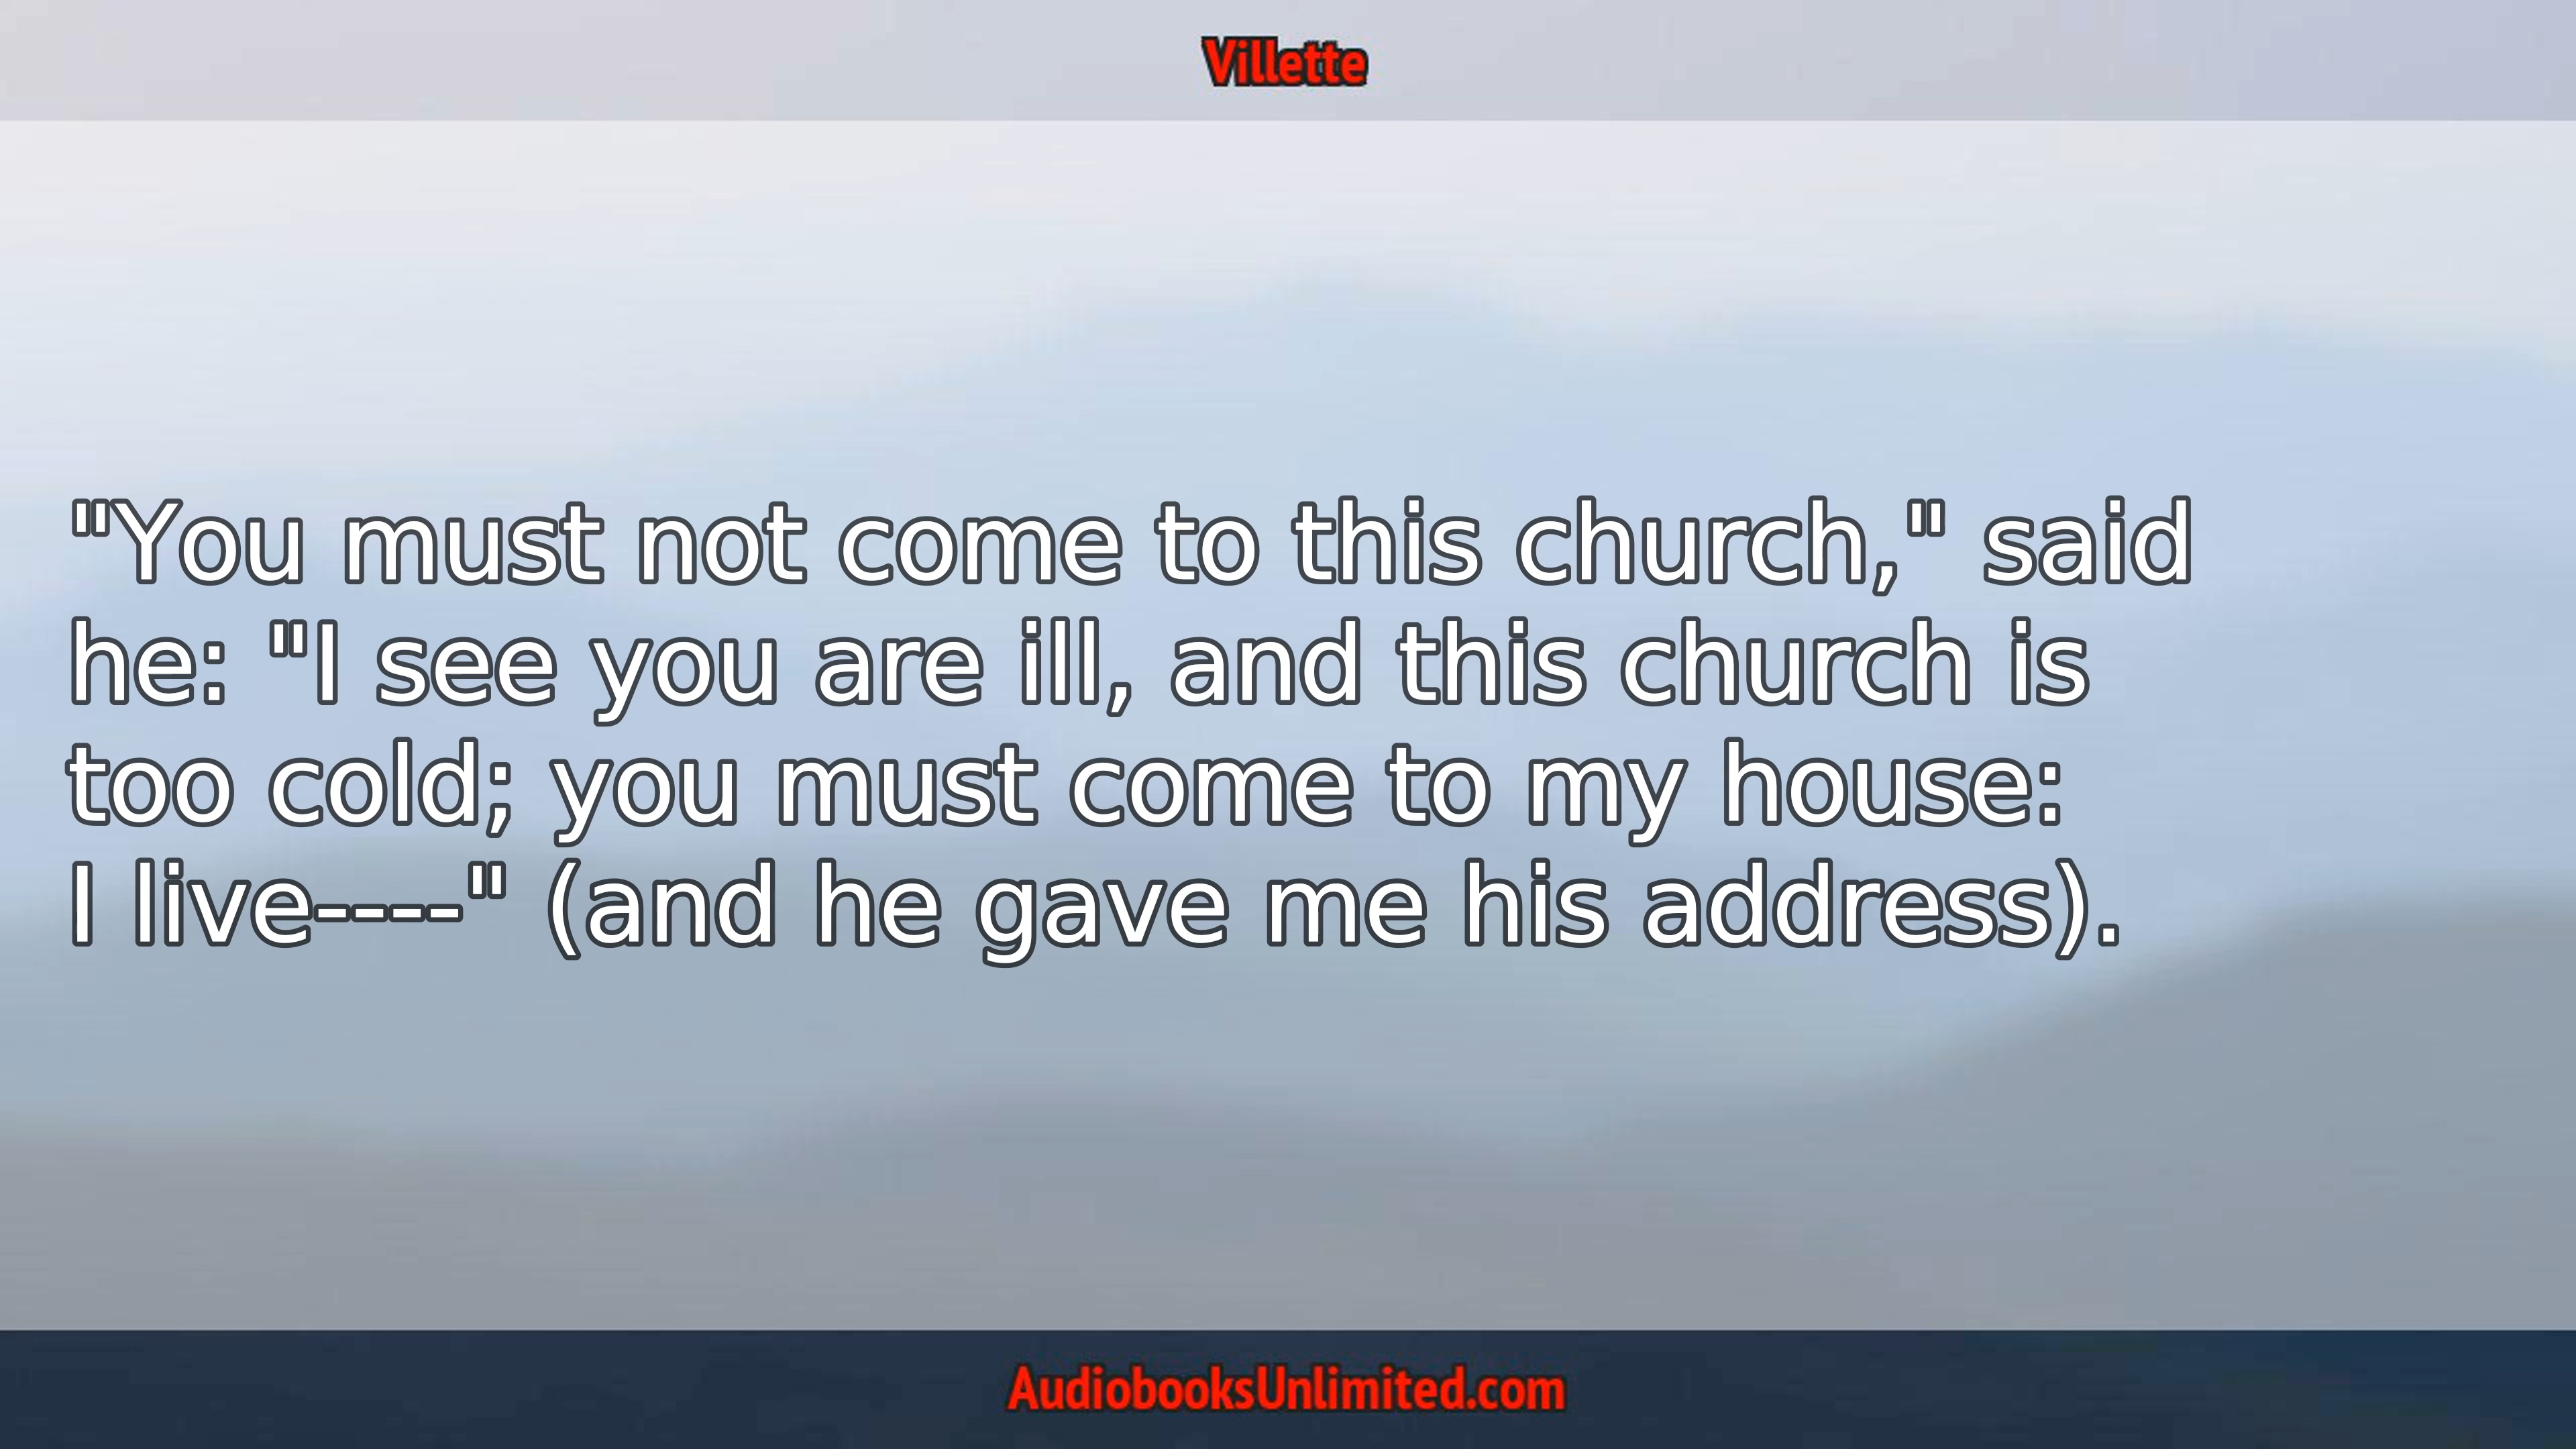 Villette
"You must not come to this church," said
he: "I see you are ill, and this church is
too cold; you must come to my house:
I live----" (and he gave me his address).
AudiobooksUnlimited.com